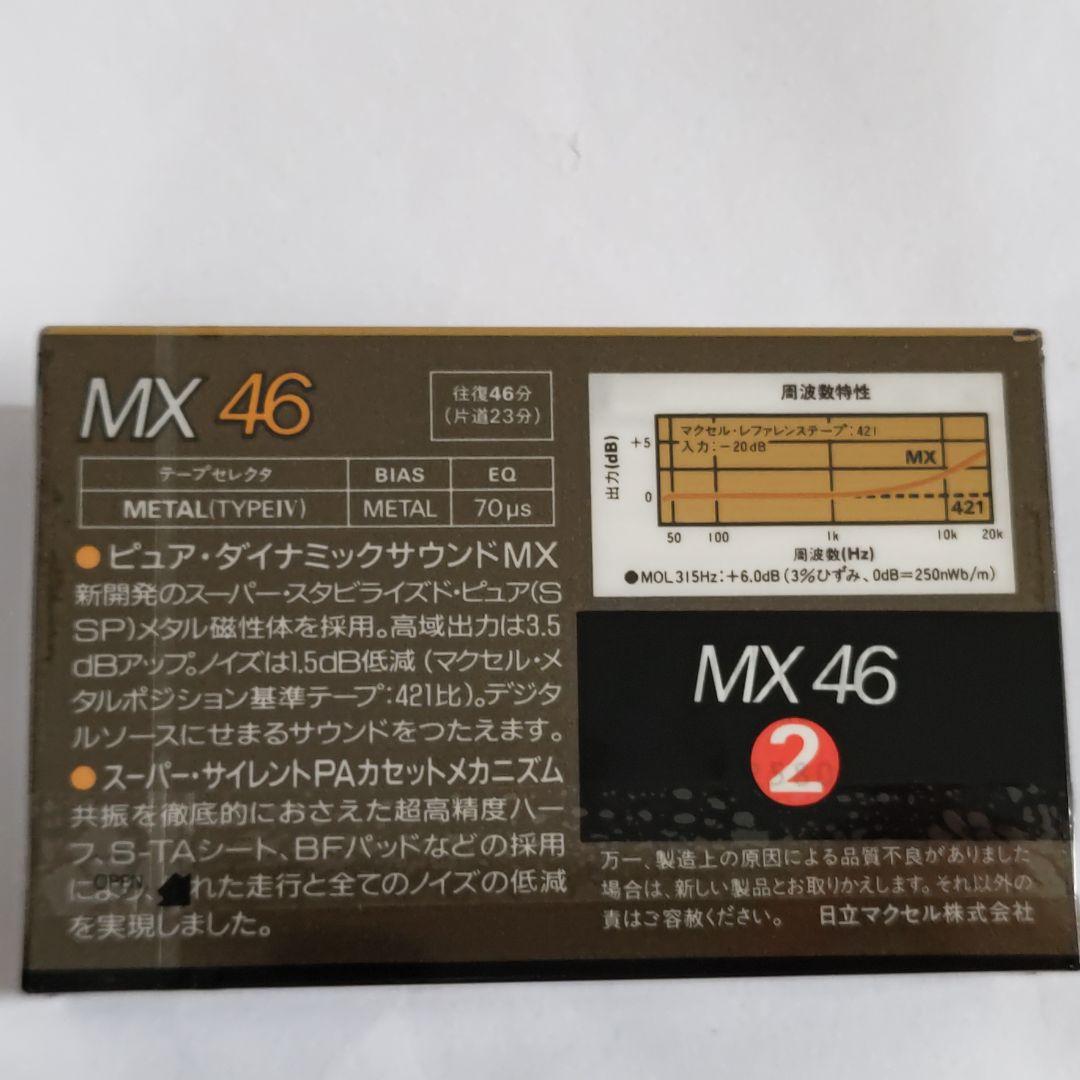 MX 46
往復46分
(片道23分)
テープセレクタ BIAS EQ
METAL(TYPEⅣ) METAL 70μs
●ピュア・ダイナミックサウンドMX
新開発のスーパー・スタビライズド・ピュア(S
SP)メタル磁性体を採用。高域出力は3.5
dBアップ。ノイズは1.5dB低減(マクセル・メ
タルポジション基準テープ:421比)。デジタ
ルソースにせまるサウンドをつたえます。
●スーパー・サイレントPAカセットメカニズム
共振を徹底的におさえた超高精度ハー
フ、S-TAシート、BFパッドなどの採用
により、れた走行と全てのノイズの低減
を実現しました。
OPEN
周波数特性
マクセル・レファレンステープ:421
入力:−20dB
出力(dB)
+5
0
MX
421
50 100 1k 10k 20k
周波数(Hz)
●MOL315Hz:+6.0dB(3%ひずみ、0dB=250nWb/m)
MX 46
2
万一、製造上の原因による品質不良がありました
場合は、新しい製品とお取りかえします。それ以外の
責はご容赦ください。 日立マクセル株式会社